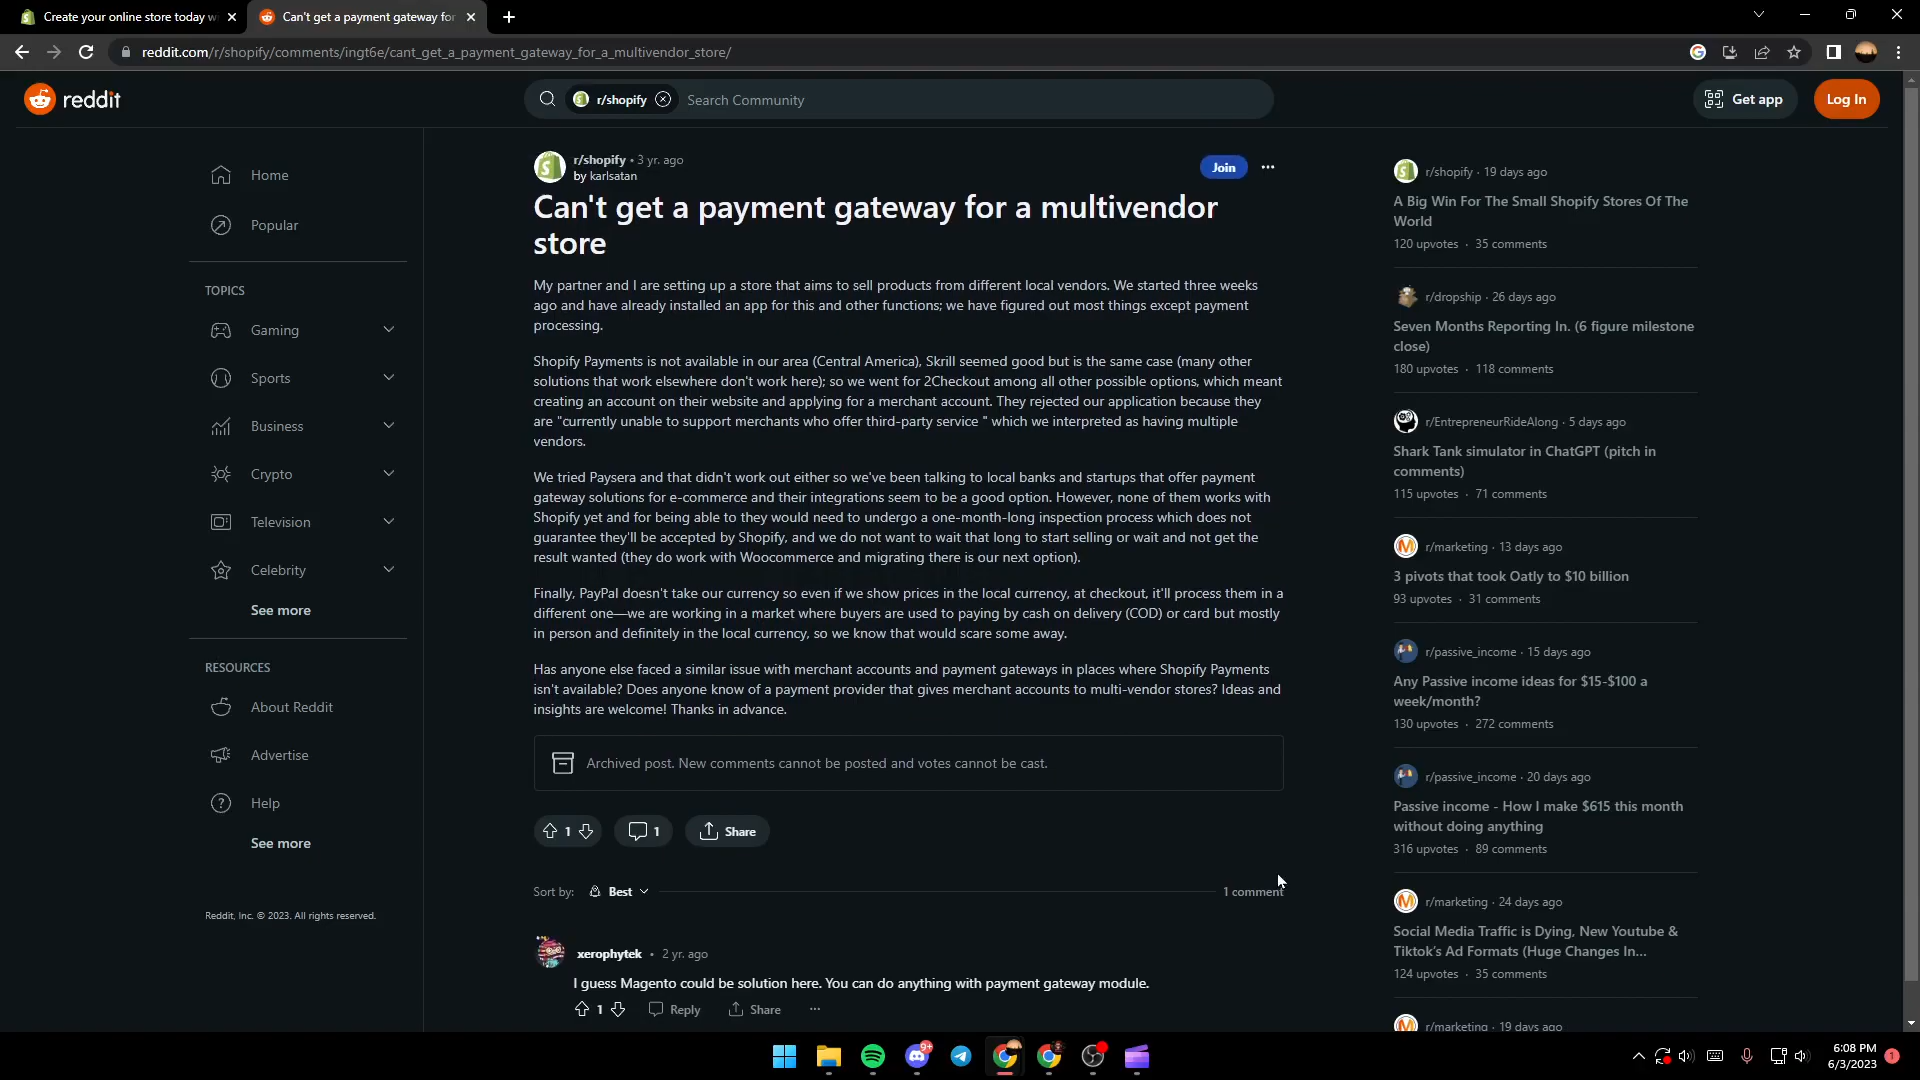 Create your online store today w
Can't get a payment gateway for
reddit.com/r/shopify/comments/ingt6e/cant_get_a_payment_gateway_for_a_multivendor_store/
reddit
r/shopify
Search Community
Get app
Log In
Home
Popular
TOPICS
Gaming
Sports
Business
Crypto
Television
Celebrity
See more
RESOURCES
About Reddit
Advertise
Help
See more
Reddit, Inc. © 2023. All rights reserved.
r/shopify • 3 yr. ago
by karlsatan
Join
Can't get a payment gateway for a multivendor
store
My partner and I are setting up a store that aims to sell products from different local vendors. We started three weeks
ago and have already installed an app for this and other functions; we have figured out most things except payment
processing.
Shopify Payments is not available in our area (Central America), Skrill seemed good but is the same case (many other
solutions that work elsewhere don't work here); so we went for 2Checkout among all other possible options, which meant
creating an account on their website and applying for a merchant account. They rejected our application because they
are "currently unable to support merchants who offer third-party service " which we interpreted as having multiple
vendors.
We tried Paysera and that didn't work out either so we've been talking to local banks and startups that offer payment
gateway solutions for e-commerce and their integrations seem to be a good option. However, none of them works with
Shopify yet and for being able to they would need to undergo a one-month-long inspection process which does not
guarantee they'll be accepted by Shopify, and we do not want to wait that long to start selling or wait and not get the
result wanted (they do work with Woocommerce and migrating there is our next option).
Finally, PayPal doesn't take our currency so even if we show prices in the local currency, at checkout, it'll process them in a
different one—we are working in a market where buyers are used to paying by cash on delivery (COD) or card but mostly
in person and definitely in the local currency, so we know that would scare some away.
Has anyone else faced a similar issue with merchant accounts and payment gateways in places where Shopify Payments
isn't available? Does anyone know of a payment provider that gives merchant accounts to multi-vendor stores? Ideas and
insights are welcome! Thanks in advance.
Archived post. New comments cannot be posted and votes cannot be cast.
1
1
Share
Sort by: Best
1 comment
xerophytek • 2 yr. ago
I guess Magento could be solution here. You can do anything with payment gateway module.
1
Reply
Share
r/shopify · 19 days ago
A Big Win For The Small Shopify Stores Of The
World
120 upvotes · 35 comments
r/dropship · 26 days ago
Seven Months Reporting In. (6 figure milestone
close)
180 upvotes · 118 comments
r/EntrepreneurRideAlong · 5 days ago
Shark Tank simulator in ChatGPT (pitch in
comments)
115 upvotes · 71 comments
r/marketing · 13 days ago
3 pivots that took Oatly to $10 billion
93 upvotes · 31 comments
r/passive_income · 15 days ago
Any Passive income ideas for $15-$100 a
week/month?
130 upvotes · 272 comments
r/passive_income · 20 days ago
Passive income - How I make $615 this month
without doing anything
316 upvotes · 89 comments
r/marketing · 24 days ago
Social Media Traffic is Dying, New Youtube &
Tiktok's Ad Formats (Huge Changes In...
124 upvotes · 35 comments
r/marketing · 19 days ago
9+
6:08 PM
6/3/2023
1